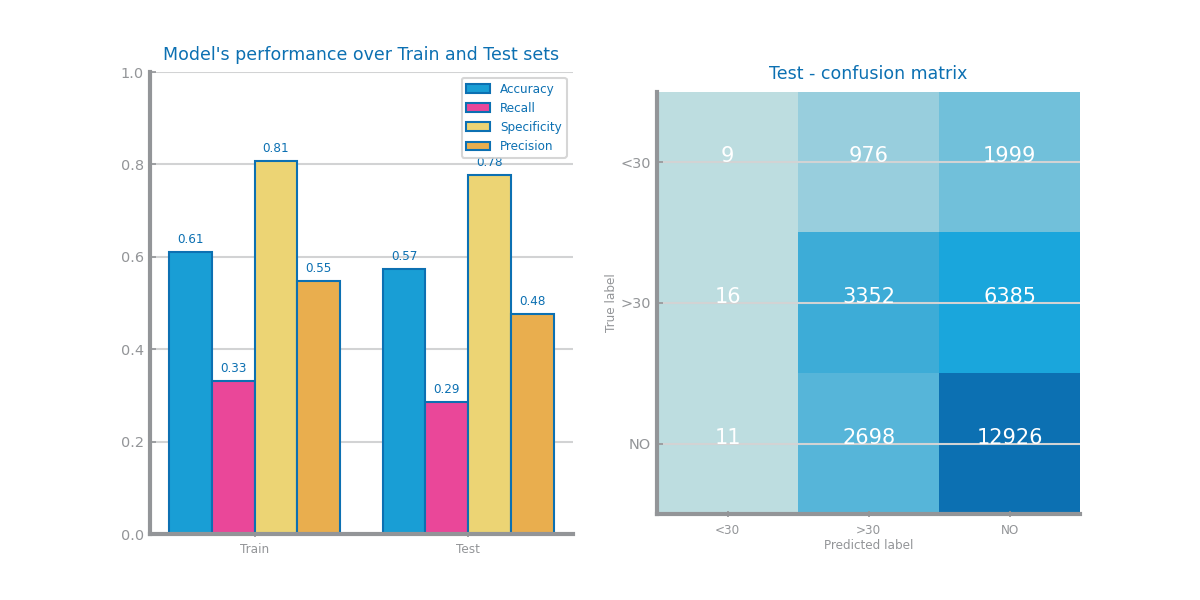 Model's performance over Train and Test sets
1.0
0.8
0.6
0.4
0.2
0.0
Accuracy
Recall
Specificity
Precision
0.61
0.33
0.81
0.55
0.57
0.29
0.78
0.48
Train
Test
Test - confusion matrix
True label
<30
9 976 1999
>30
16 3352 6385
NO
11 2698 12926
<30 >30 NO
Predicted label